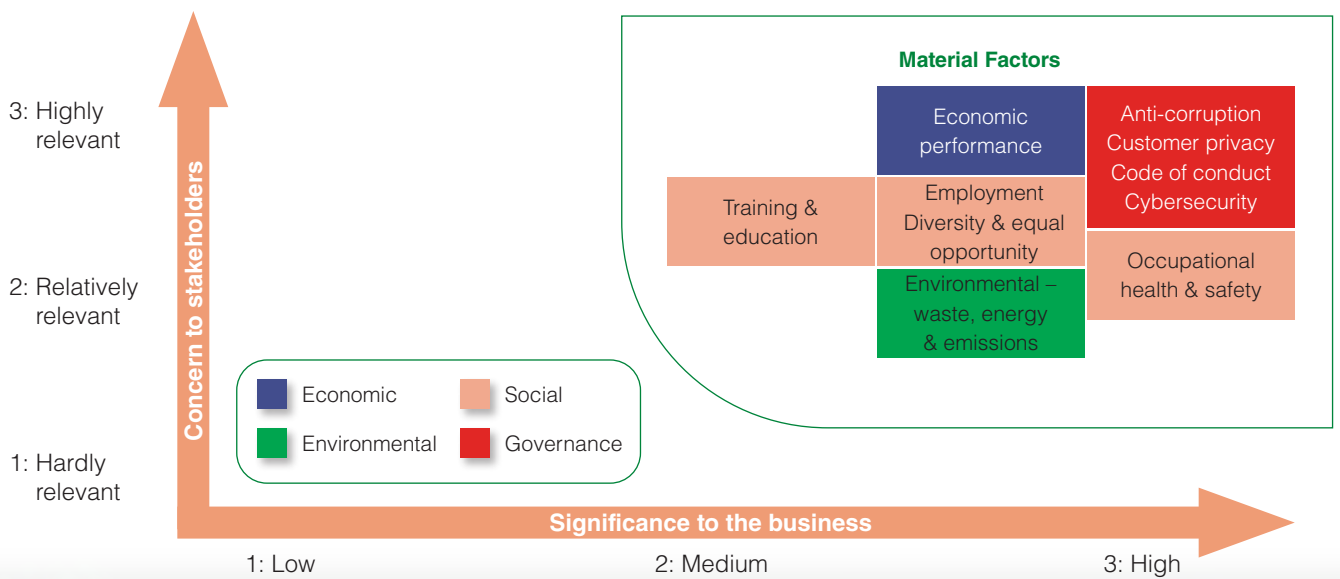 Material Factors
3: Highly
relevant
Economic
performance
Anti-corruption
Customer privacy
Code of conduct
Cybersecurity
Training &
education
Employment
Diversity & equal
opportunity
Occupational
health & safety
2: Relatively
relevant
Environmental –
waste, energy
& emissions
Concern to stakeholders
Economic
Social
Environmental
Governance
1: Hardly
relevant
Significance to the business
1: Low
2: Medium
3: High